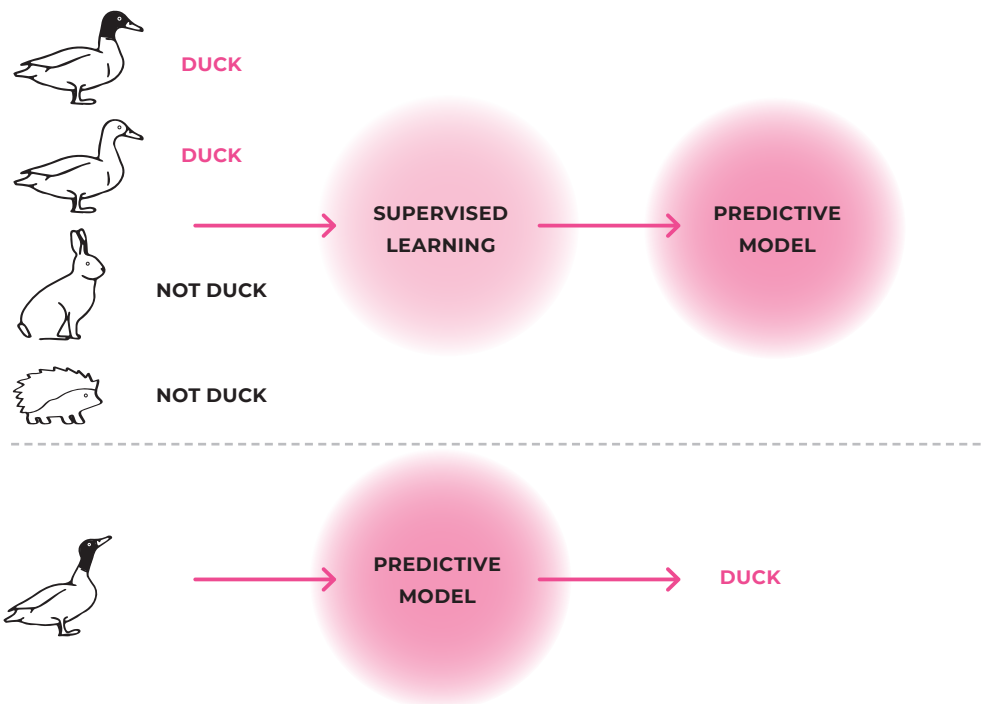 DUCK
DUCK
NOT DUCK
NOT DUCK
SUPERVISED
LEARNING
PREDICTIVE
MODEL
PREDICTIVE
MODEL
DUCK